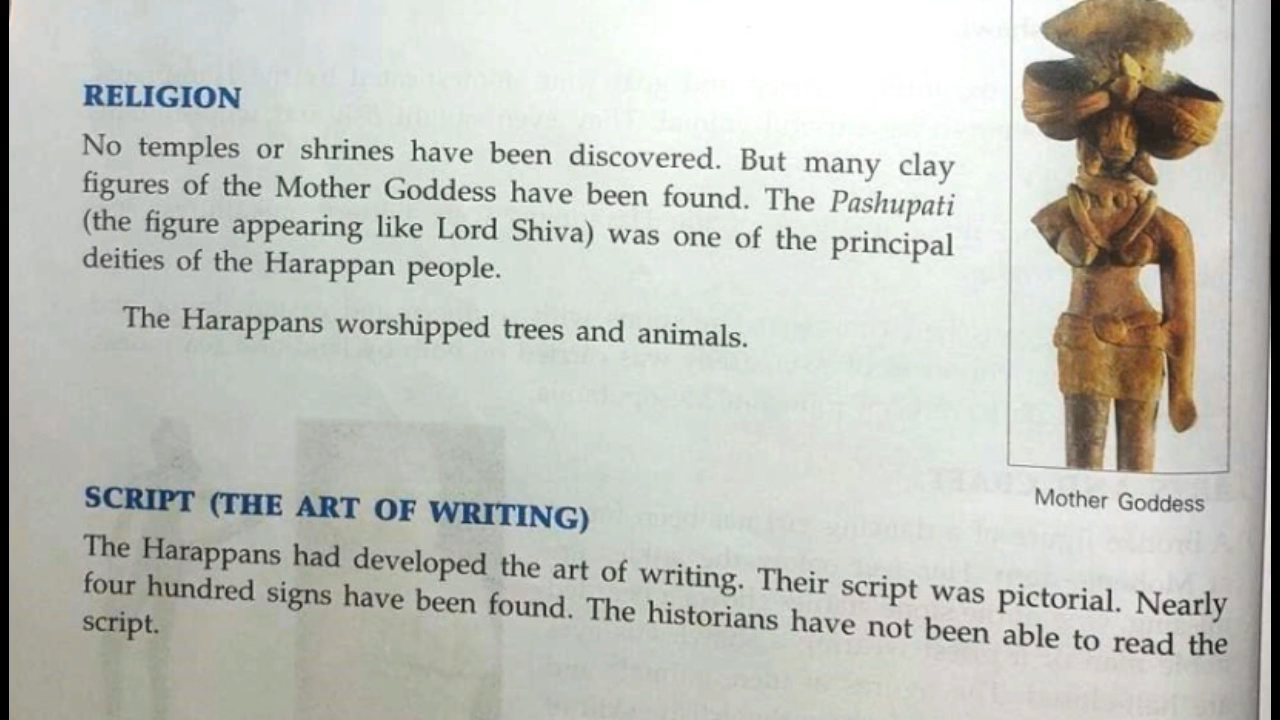 RELIGION
No temples or shrines have been discovered. But many clay
figures of the Mother Goddess have been found. The Pashupati
(the figure appearing like Lord Shiva) was one of the principal
deities of the Harappan people.
The Harappans worshipped trees and animals.
Mother Goddess
SCRIPT (THE ART OF WRITING)
The Harappans had developed the art of writing. Their script was pictorial. Nearly
four hundred signs have been found. The historians have not been able to read the
script.